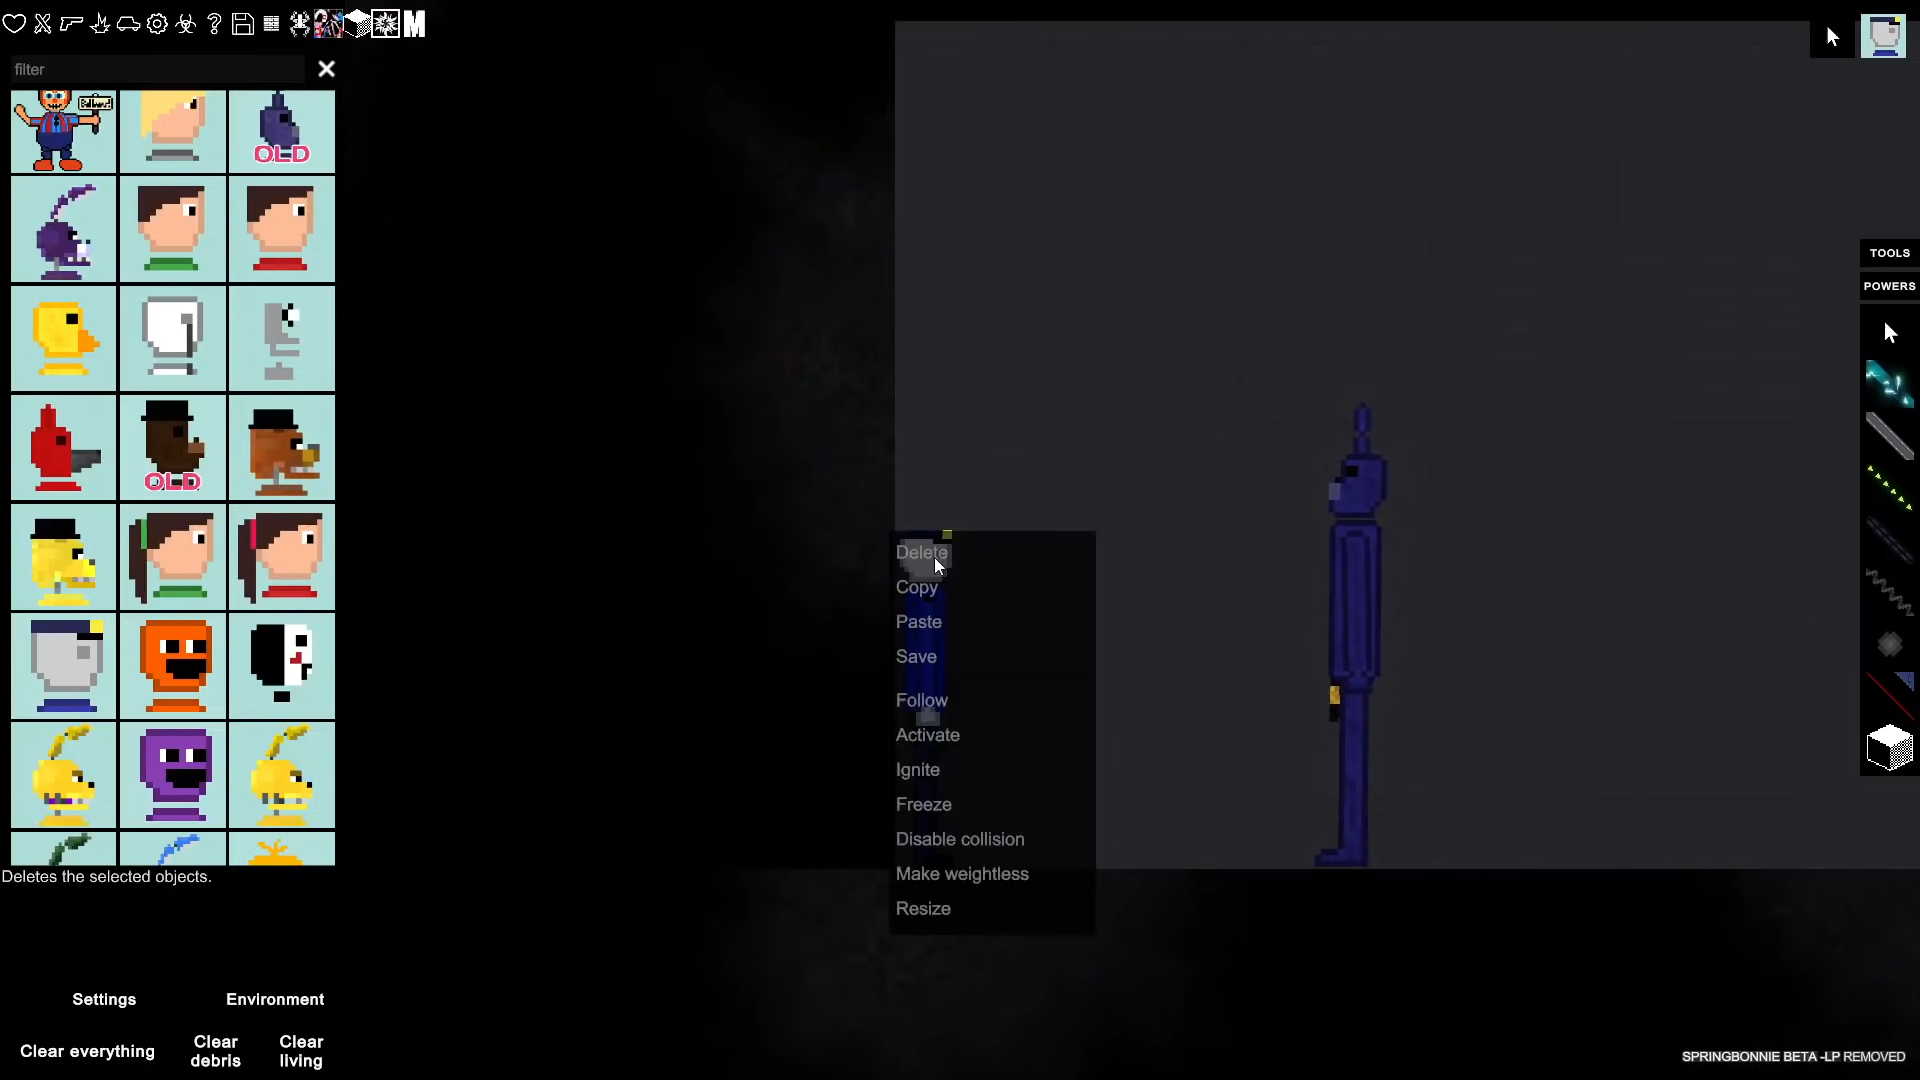 M
filter
Balloons!
OLD
OLD
TOOLS
POWERS
Delete
Copy
Paste
Save
Follow
Activate
Ignite
Freeze
Disable collision
Make weightless
Resize
Deletes the selected objects.
Settings
Environment
Clear everything
Clear
debris
Clear
living
SPRINGBONNIE BETA -LP REMOVED